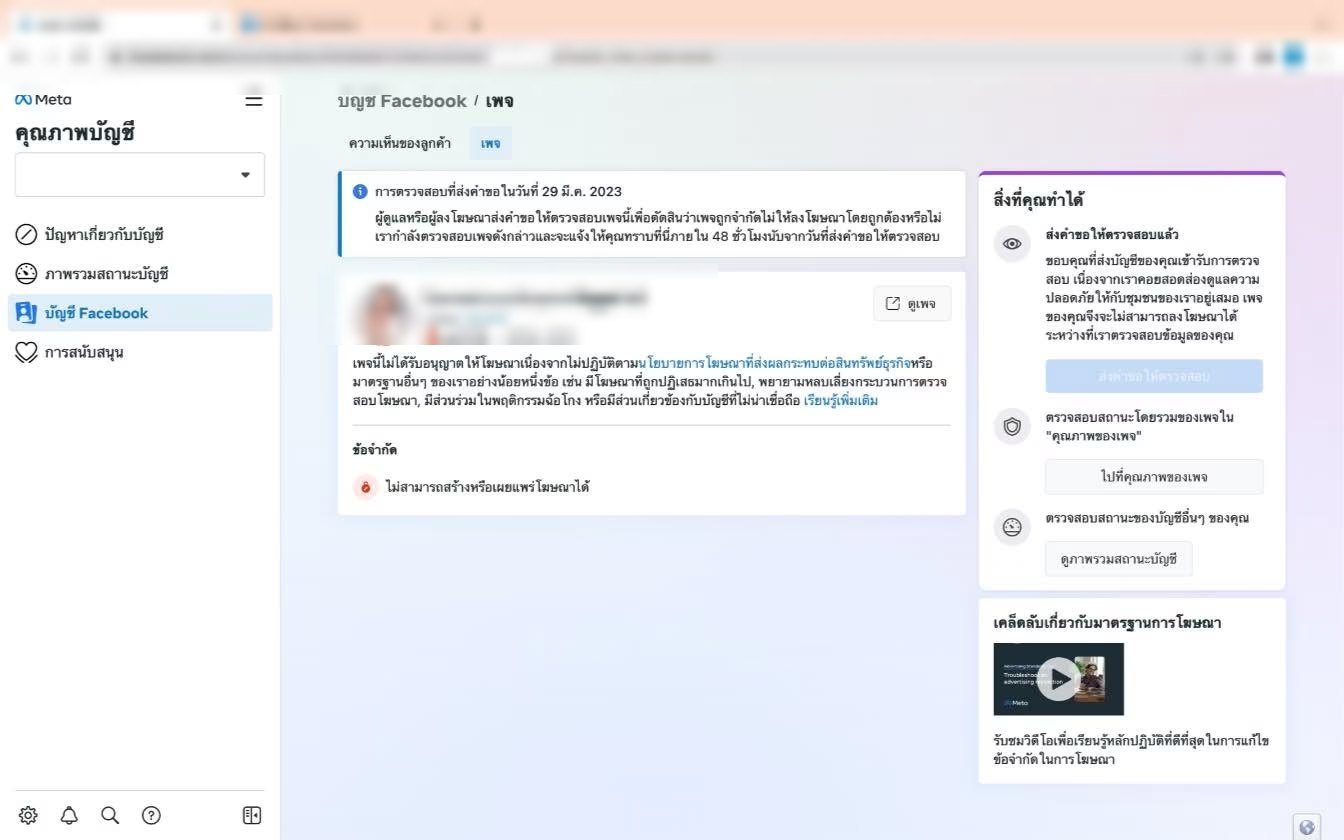 Meta
คุณภาพบัญชี
ปัญหาเกี่ยวกับบัญชี
ภาพรวมสถานะบัญชี
บัญชี Facebook
การสนับสนุน
บัญชี Facebook / เพจ
ความเห็นของลูกค้า
เพจ
การตรวจสอบที่ส่งคำขอในวันที่ 29 มี.ค. 2023
ผู้ดูแลหรือผู้ลงโฆษณาส่งคำขอให้ตรวจสอบเพจนี้เพื่อตัดสินว่าเพจถูกจำกัดไม่ให้ลงโฆษณาโดยถูกต้องหรือไม่
เรากำลังตรวจสอบเพจดังกล่าวและจะแจ้งให้คุณทราบที่นี่ภายใน 48 ชั่วโมงนับจากวันที่ส่งคำขอให้ตรวจสอบ
ดูเพจ
เพจนี้ไม่ได้รับอนุญาตให้โฆษณาเนื่องจากไม่ปฏิบัติตามนโยบายการโฆษณาที่ส่งผลกระทบต่อสินทรัพย์ธุรกิจหรือ
มาตรฐานอื่นๆ ของเราอย่างน้อยหนึ่งข้อ เช่น มีโฆษณาที่ถูกปฏิเสธมากเกินไป, พยายามหลบเลี่ยงกระบวนการตรวจ
สอบโฆษณา, มีส่วนร่วมในพฤติกรรมฉ้อโกง หรือมีส่วนเกี่ยวข้องกับบัญชีที่ไม่น่าเชื่อถือ เรียนรู้เพิ่มเติม
ข้อจำกัด
ไม่สามารถสร้างหรือเผยแพร่โฆษณาได้
สิ่งที่คุณทำได้
ส่งคำขอให้ตรวจสอบแล้ว
ขอบคุณที่ส่งบัญชีของคุณเข้ารับการตรวจ
สอบ เนื่องจากเราคอยสอดส่องดูแลความ
ปลอดภัยให้กับชุมชนของเราอยู่เสมอ เพจ
ของคุณจึงจะไม่สามารถลงโฆษณาได้
ระหว่างที่เราตรวจสอบข้อมูลของคุณ
ส่งคำขอให้ตรวจสอบ
ตรวจสอบสถานะโดยรวมของเพจใน
"คุณภาพของเพจ"
ไปที่คุณภาพของเพจ
ตรวจสอบสถานะของบัญชีอื่นๆ ของคุณ
ดูภาพรวมสถานะบัญชี
เคล็ดลับเกี่ยวกับมาตรฐานการโฆษณา
Meta
รับชมวิดีโอเพื่อเรียนรู้หลักปฏิบัติที่ดีที่สุดในการแก้ไข
ข้อจำกัดในการโฆษณา